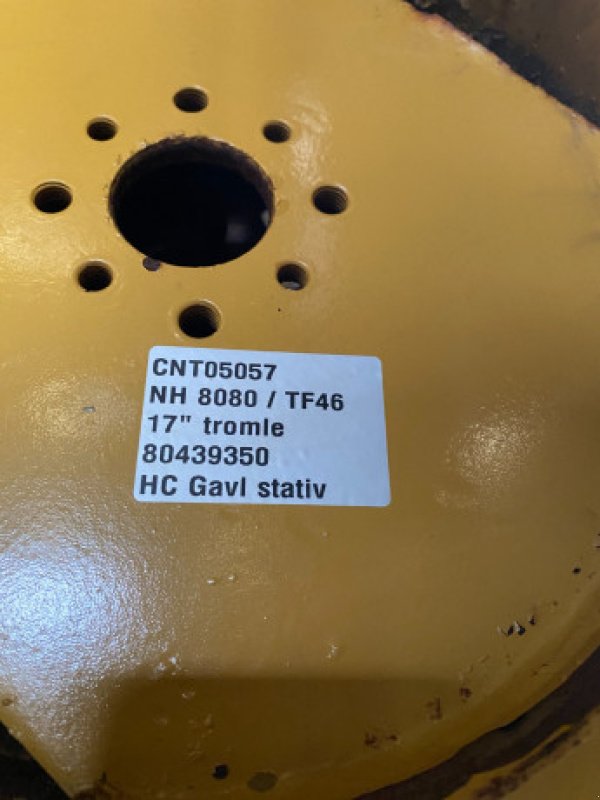 CNT05057
NH 8080 / TF46
17" tromle
80439350
HC Gavl stativ